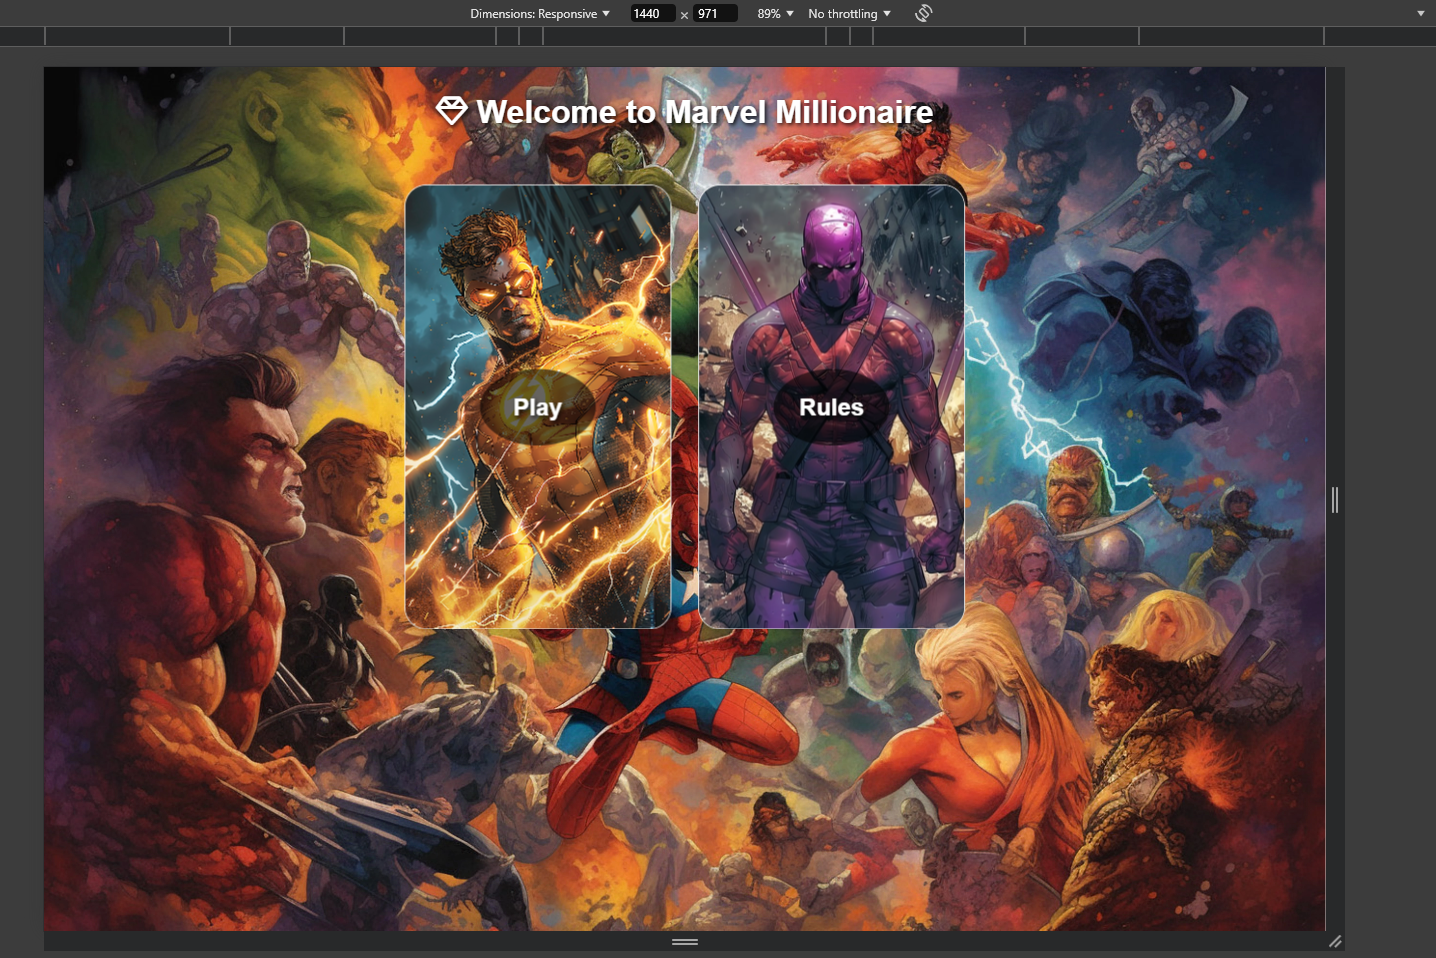 Dimensions: Responsive 1440 × 971 89% No throttling
Welcome to Marvel Millionaire
Play
Rules